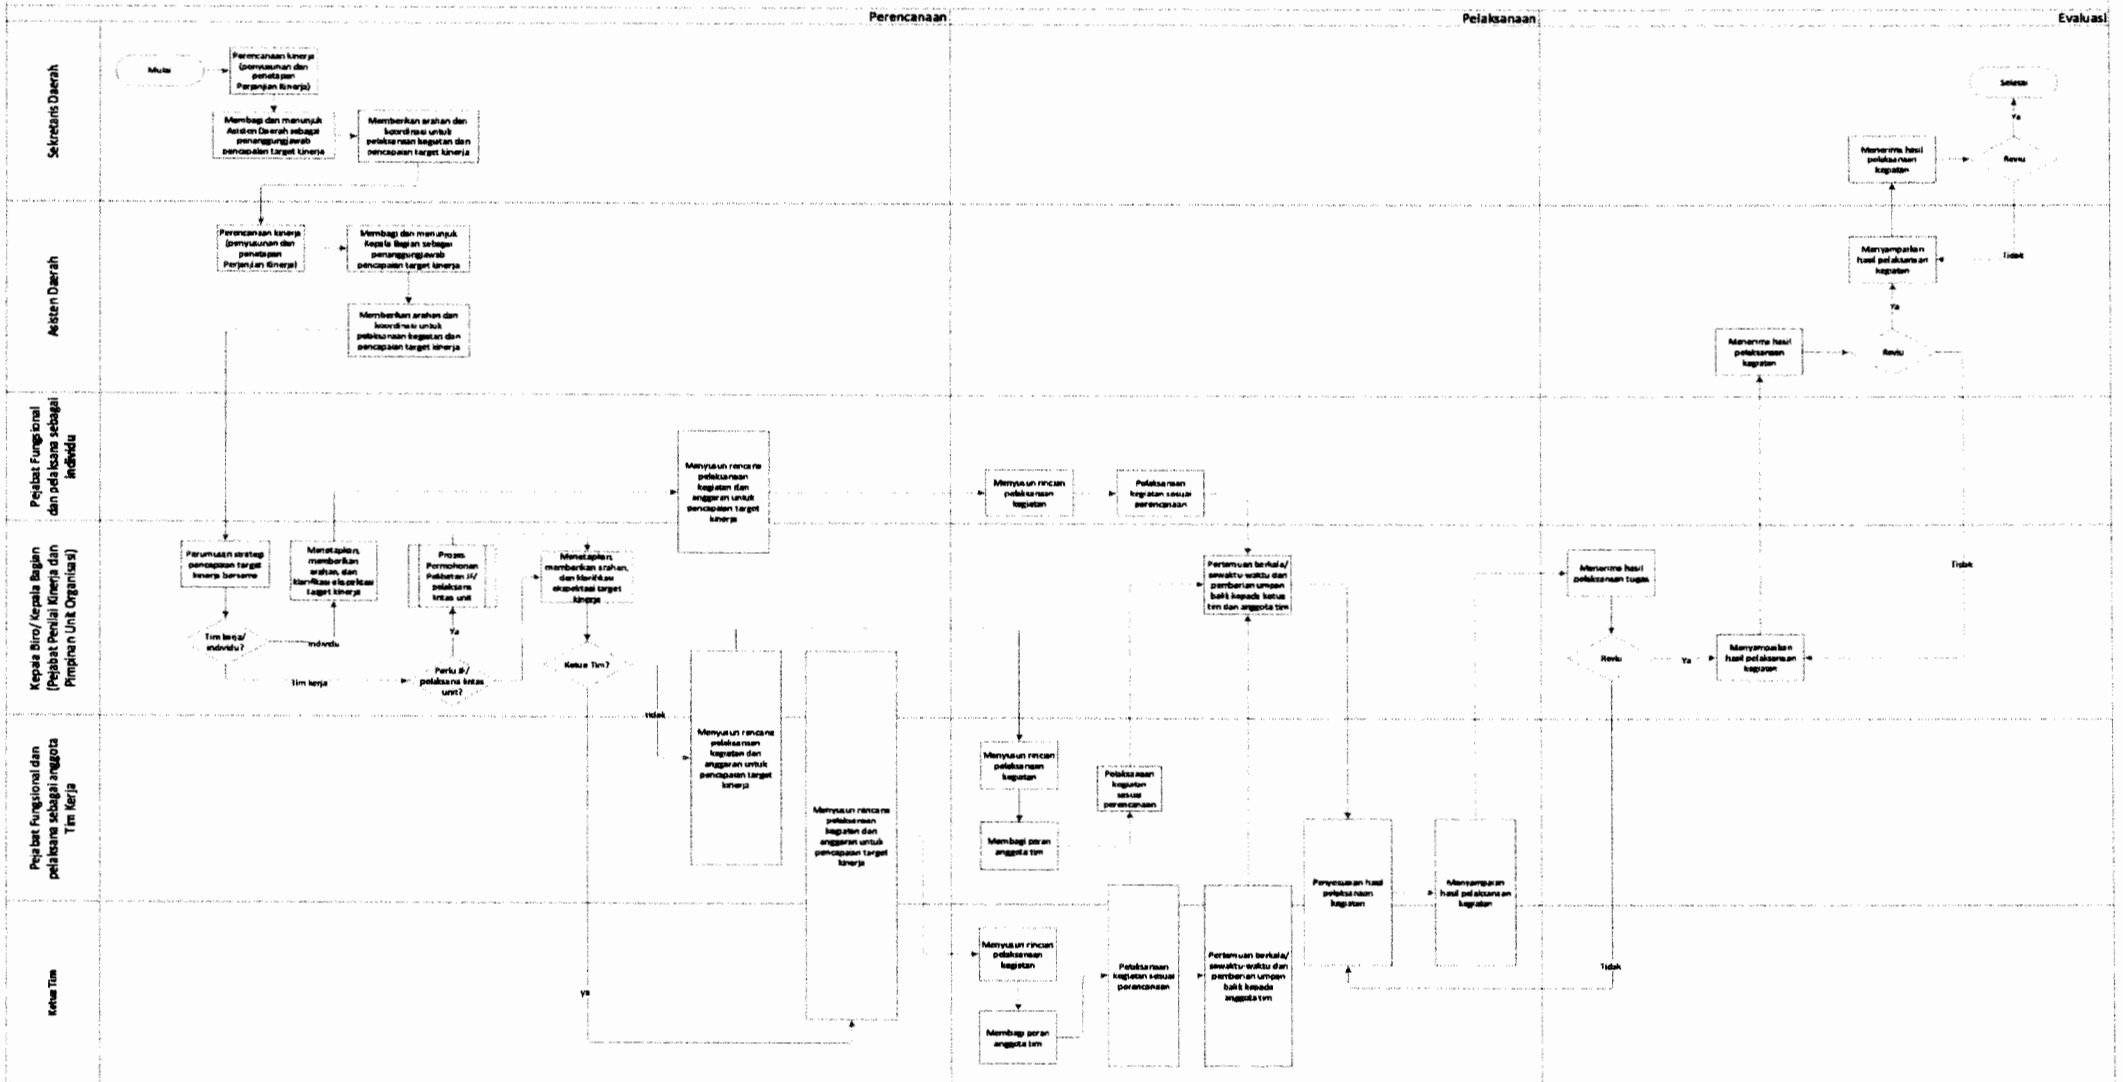 Perencanaan
Pelaksanaan
Evaluasi
Sekretaris Daerah
Mulai
Perencanaan kinerja
(penyusunan dan
penetapan
Perjanjian Kinerja)
Membagi dan menunjuk
Asisten Daerah sebagai
penanggungjawab
pencapaian target kinerja
Memberikan arahan dan
koordinasi untuk
pelaksanaan kegiatan dan
pencapaian target kinerja
Menerima hasil
pelaksanaan
kegiatan
Reviu
Ya
Selesai
Tidak
Asisten Daerah
Perencanaan kinerja
(penyusunan dan
penetapan
Perjanjian Kinerja)
Membagi dan menunjuk
Kepala Bagian sebagai
penanggungjawab
pencapaian target kinerja
Memberikan arahan dan
koordinasi untuk
pelaksanaan kegiatan dan
pencapaian target kinerja
Menyampaikan
hasil pelaksanaan
kegiatan
Ya
Menerima hasil
pelaksanaan
kegiatan
Reviu
Tidak
Pejabat Fungsional
dan pelaksana sebagai
individu
Menyusun rencana
pelaksanaan
kegiatan dan
anggaran untuk
pencapaian target
kinerja
Menyusun rincian
pelaksanaan
kegiatan
Pelaksanaan
kegiatan sesuai
perencanaan
Kepala Biro/ Kepala Bagian
(Pejabat Penilai Kinerja dan
Pimpinan Unit Organisasi)
Perumusan strategi
pencapaian target
kinerja bersama
Tim kerja/
individu?
individu
Tim kerja
Menetapkan,
memberikan
arahan, dan
klarifikasi ekspektasi
target kinerja
Proses
Permohonan
Pelibatan JF/
pelaksana
lintas unit
Ya
Perlu JF/
pelaksana lintas
unit?
Menetapkan,
memberikan arahan,
dan klarifikasi
ekspektasi target
kinerja
Ketua Tim?
tidak
ya
Pertemuan berkala/
sewaktu-waktu dan
pemberian umpan
balik kepada ketua
tim dan anggota tim
Menerima hasil
pelaksanaan tugas
Reviu
Ya
Menyampaikan
hasil pelaksanaan
kegiatan
Tidak
Pejabat Fungsional dan
pelaksana sebagai anggota
Tim Kerja
Menyusun rencana
pelaksanaan
kegiatan dan
anggaran untuk
pencapaian target
kinerja
Menyusun rencana
pelaksanaan
kegiatan dan
anggaran untuk
pencapaian target
kinerja
Menyusun rincian
pelaksanaan
kegiatan
Membagi peran
anggota tim
Pelaksanaan
kegiatan
sesuai
perencanaan
Penyesuaian hasil
pelaksanaan
kegiatan
Menyampaian
hasil pelaksanaan
kegiatan
Ketua Tim
Menyusun rincian
pelaksanaan
kegiatan
Membagi peran
anggota tim
Pelaksanaan
kegiatan sesuai
perencanaan
Pertemuan berkala/
sewaktu-waktu dan
pemberian umpan
balik kepada
anggota tim